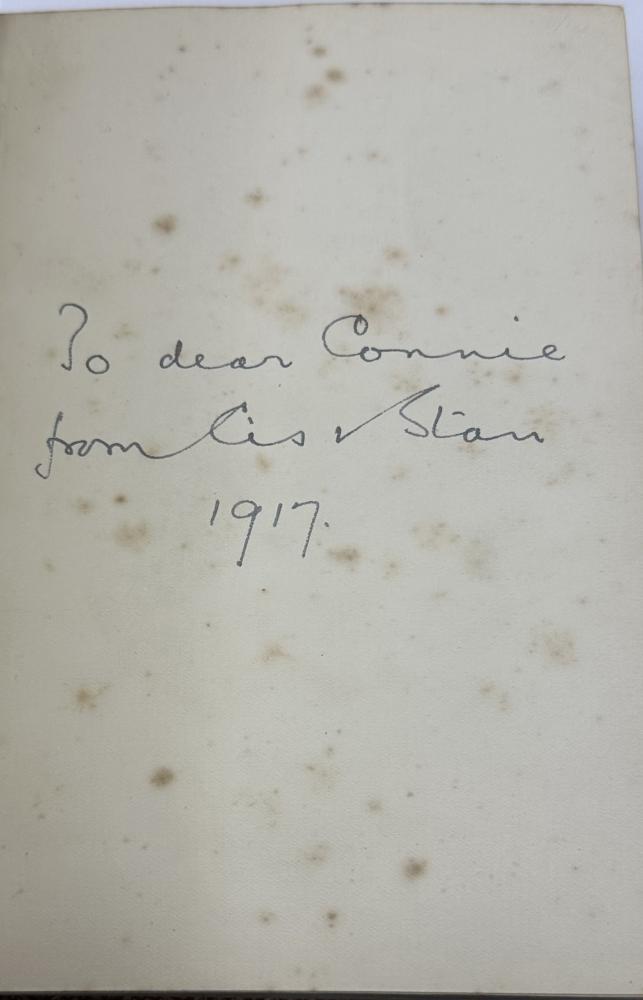 To dear Connie
from Cis & Stan
1917.